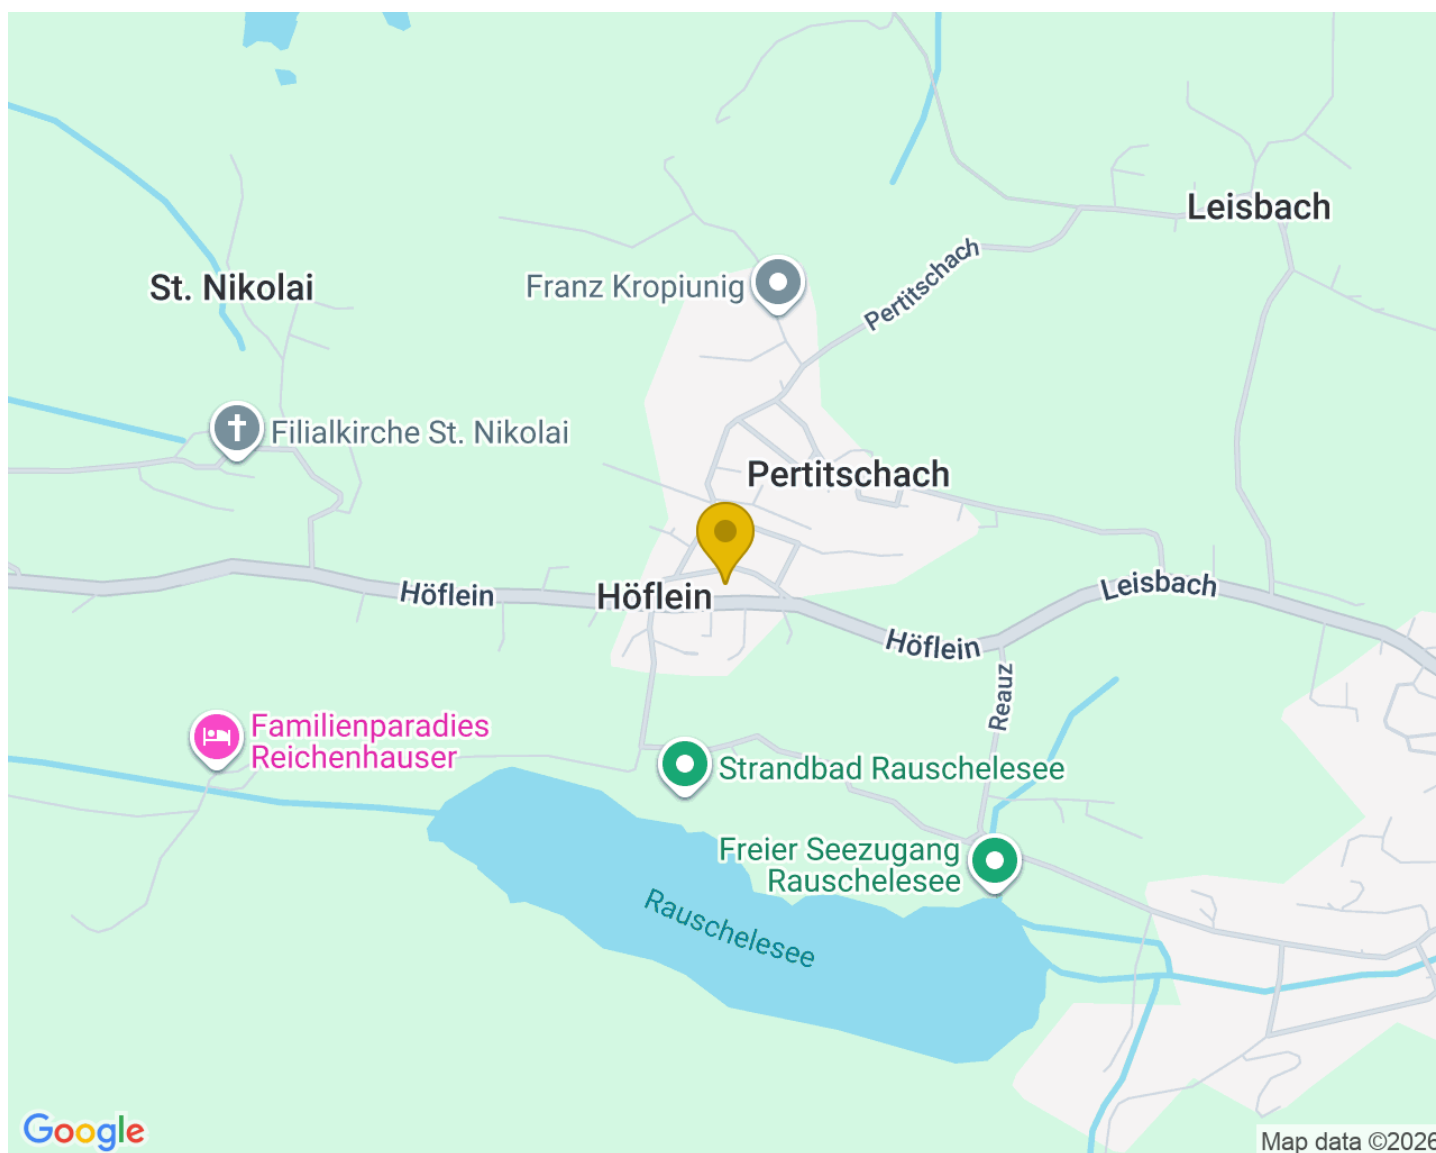 Leisbach
Pertitschach
St. Nikolai
Franz Kropiunig
Filialkirche St. Nikolai
Pertitschach
Höflein
Höflein
Leisbach
Höflein
Reauz
Familienparadies
Reichenhauser
Strandbad Rauschelesee
Freier Seezugang
Rauschelesee
Rauschelesee
Google
Map data ©2026